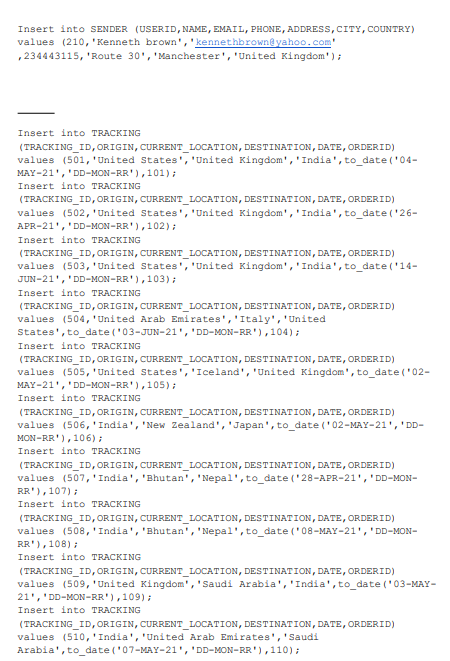 Insert into SENDER (USERID,NAME,EMAIL,PHONE,ADDRESS,CITY,COUNTRY)
values (210,'Kenneth brown','kennethbrown@yahoo.com'
,234443115,'Route 30','Manchester','United Kingdom');
Insert into TRACKING
(TRACKING_ID,ORIGIN,CURRENT_LOCATION,DESTINATION,DATE,ORDERID)
values (501,'United States','United Kingdom','India',to_date('04-
MAY-21','DD-MON-RR'),101);
Insert into TRACKING
(TRACKING_ID,ORIGIN,CURRENT_LOCATION,DESTINATION,DATE,ORDERID)
values (502,'United States','United Kingdom','India',to_date('26-
APR-21','DD-MON-RR'),102);
Insert into TRACKING
(TRACKING_ID,ORIGIN,CURRENT_LOCATION,DESTINATION,DATE,ORDERID)
values (503,'United States','United Kingdom','India',to_date('14-
JUN-21','DD-MON-RR'),103);
Insert into TRACKING
(TRACKING_ID,ORIGIN,CURRENT_LOCATION,DESTINATION,DATE,ORDERID)
values (504,'United Arab Emirates','Italy','United
States',to_date('03-JUN-21','DD-MON-RR'),104);
Insert into TRACKING
(TRACKING_ID,ORIGIN,CURRENT_LOCATION,DESTINATION,DATE,ORDERID)
values (505,'United States','Iceland','United Kingdom',to_date('02-
MAY-21','DD-MON-RR'),105);
Insert into TRACKING
(TRACKING_ID,ORIGIN,CURRENT_LOCATION,DESTINATION,DATE,ORDERID)
values (506,'India','New Zealand','Japan',to_date('02-MAY-21','DD-
MON-RR'),106);
Insert into TRACKING
(TRACKING_ID,ORIGIN,CURRENT_LOCATION,DESTINATION,DATE,ORDERID)
values (507,'India','Bhutan','Nepal',to_date('28-APR-21','DD-MON-
RR'),107);
Insert into TRACKING
(TRACKING_ID,ORIGIN,CURRENT_LOCATION,DESTINATION,DATE,ORDERID)
values (508,'India','Bhutan','Nepal',to_date('08-MAY-21','DD-MON-
RR'),108);
Insert into TRACKING
(TRACKING_ID,ORIGIN,CURRENT_LOCATION,DESTINATION,DATE,ORDERID)
values (509,'United Kingdom','Saudi Arabia','India',to_date('03-MAY-
21','DD-MON-RR'),109);
Insert into TRACKING
(TRACKING_ID,ORIGIN,CURRENT_LOCATION,DESTINATION,DATE,ORDERID)
values (510,'India','United Arab Emirates','Saudi
Arabia',to_date('07-MAY-21','DD-MON-RR'),110);